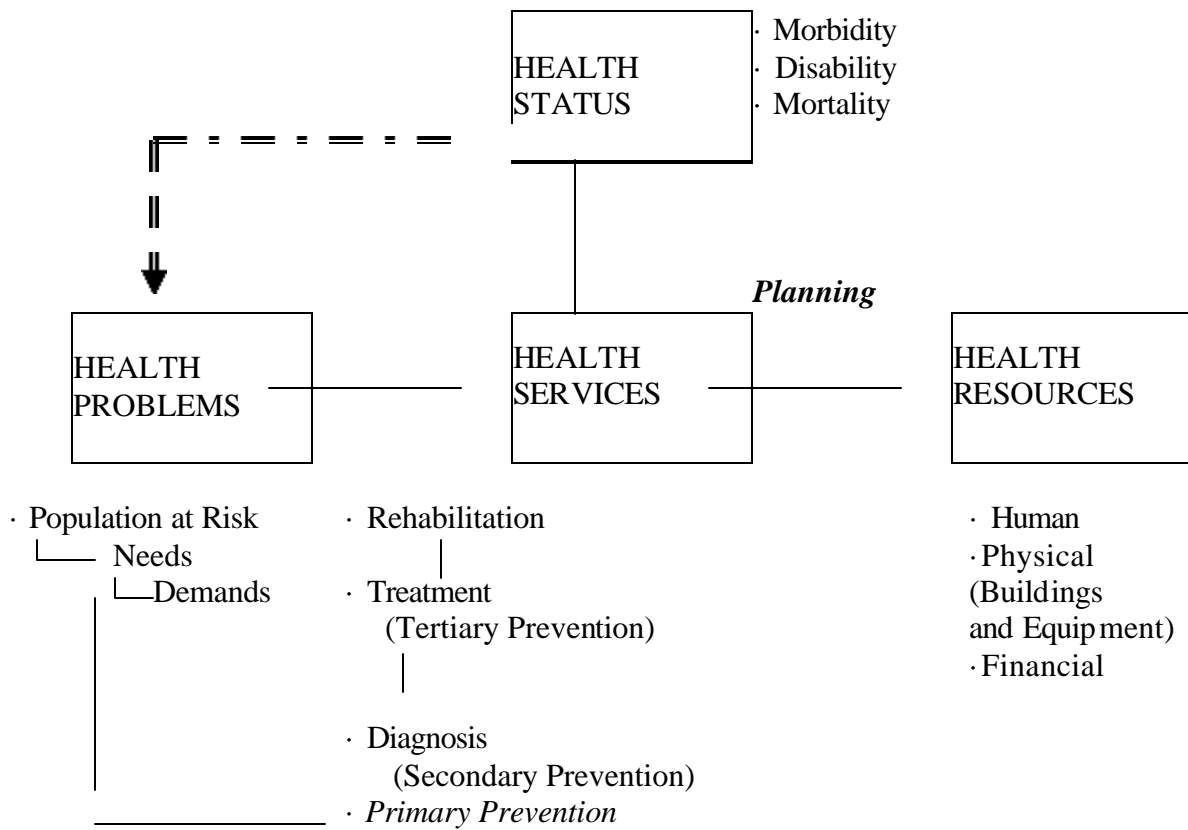 HEALTH
STATUS
· Morbidity
· Disability
· Mortality
Planning
HEALTH
PROBLEMS
HEALTH
SERVICES
HEALTH
RESOURCES
· Population at Risk
Needs
Demands
· Rehabilitation
· Treatment
(Tertiary Prevention)
· Diagnosis
(Secondary Prevention)
· Primary Prevention
· Human
· Physical
(Buildings
and Equipment)
· Financial